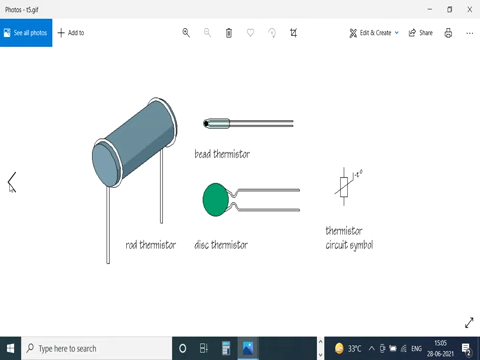 Photos - t5.gif
See all photos
Add to
Edit & Create
Share
bead thermistor
-t°
rod thermistor
disc thermistor
thermistor
circuit symbol
Type here to search
33°C
ENG
15:05
28-06-2021
2